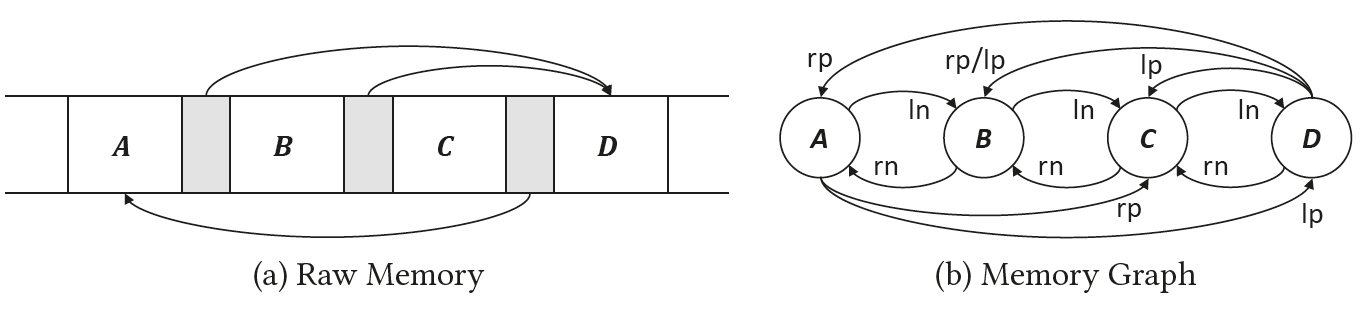 rp
rp/lp
lp
ln
ln
ln
A
B
C
D
A
B
C
D
rn
rn
rn
rp
lp
(a) Raw Memory
(b) Memory Graph